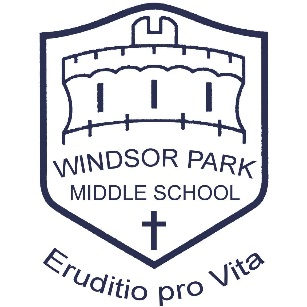 WINDSOR PARK
MIDDLE SCHOOL
Eruditio pro Vita